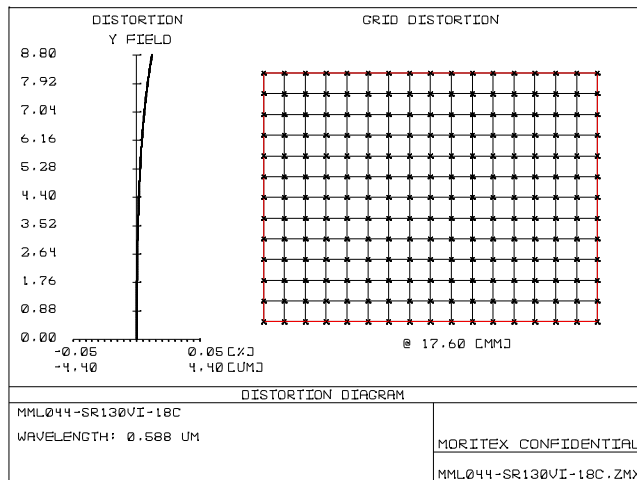 DISTORTION
Y FIELD
8.80
7.92
7.04
6.16
5.28
4.40
3.52
2.64
1.76
0.88
0.00
-0.05 0.05 [%]
-4.40 4.40 [UM]
GRID DISTORTION
@ 17.60 [MM]
DISTORTION DIAGRAM
MML044-SR130VI-18C
WAVELENGTH: 0.588 UM
MORITEX CONFIDENTIAL
MML044-SR130VI-18C.ZMX